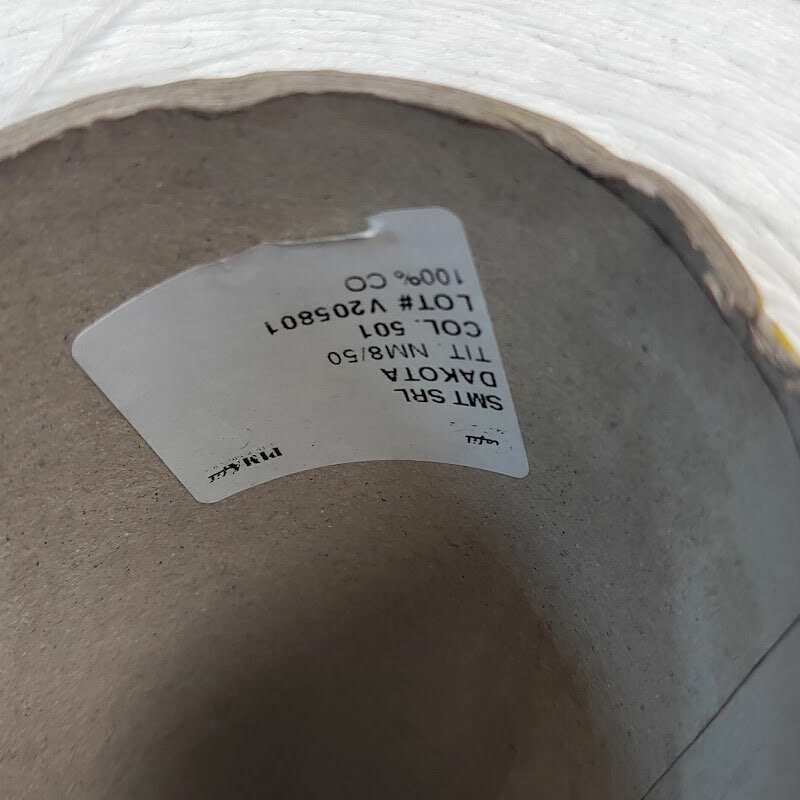 SMT SRL
DAKOTA
TIT. NM8/50
COL. 501
LOT# V205801
100% CO